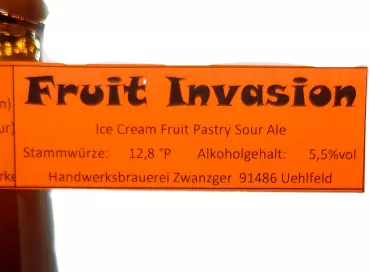 Fruit Invasion
Ice Cream Fruit Pastry Sour Ale
Stammwürze: 12,8 °P Alkoholgehalt: 5,5%vol
Handwerksbrauerei Zwanzger 91486 Uehlfeld